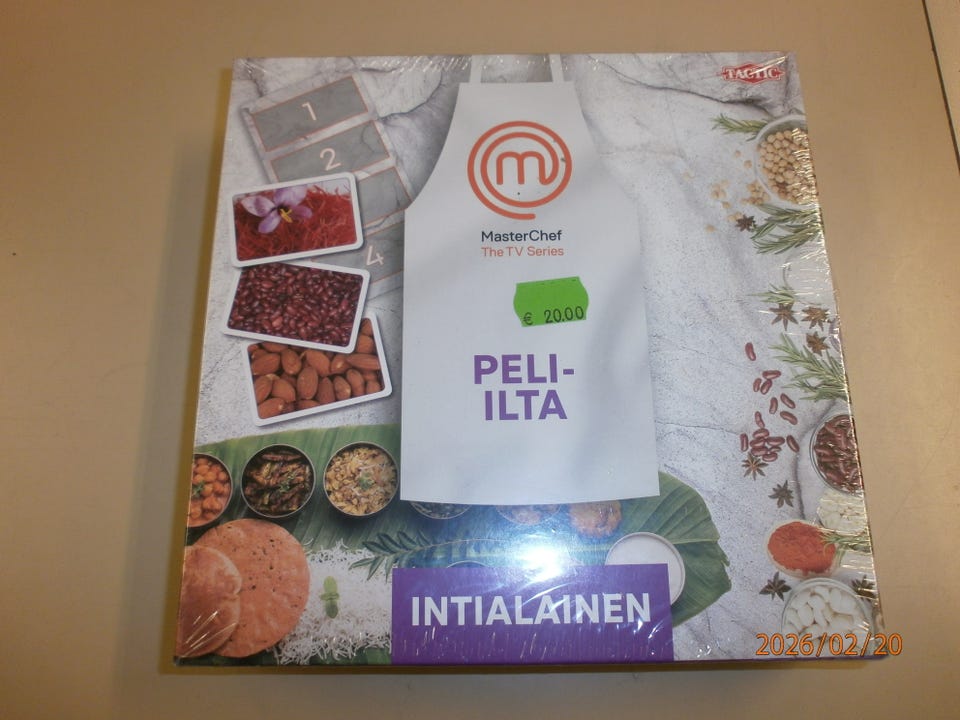 TACTIC
1
2
4
m
MasterChef
The TV Series
€ 20.00
PELI-
ILTA
INTIALAINEN
2026/02/20